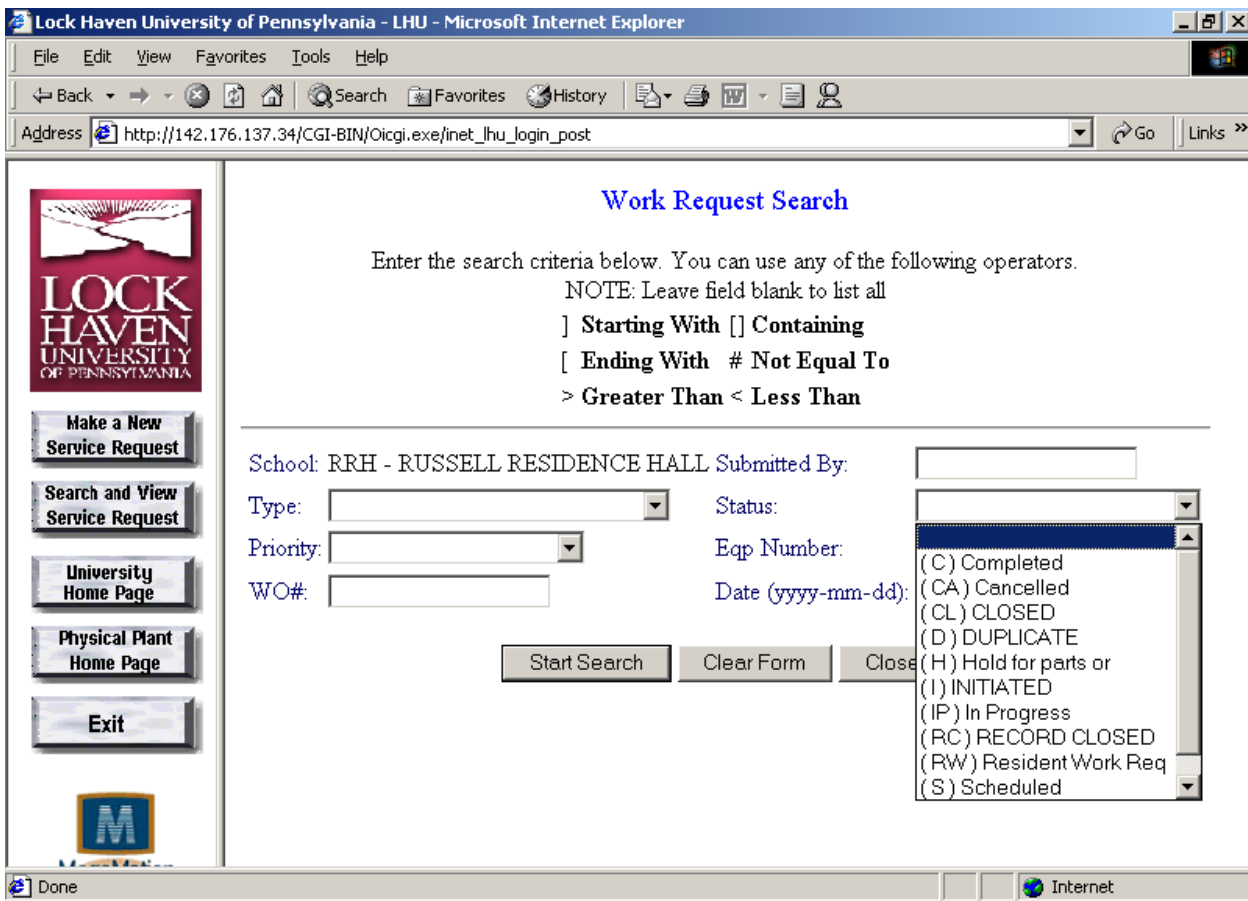 Lock Haven University of Pennsylvania - LHU - Microsoft Internet Explorer
File Edit View Favorites Tools Help
Back Search Favorites History
Address http://142.176.137.34/CGI-BIN/Oicgi.exe/inet_lhu_login_post Go Links »
LOCK
HAVEN
UNIVERSITY
OF PENNSYLVANIA
Make a New
Service Request
Search and View
Service Request
University
Home Page
Physical Plant
Home Page
Exit
M
Work Request Search
Enter the search criteria below. You can use any of the following operators.
NOTE: Leave field blank to list all
] Starting With [] Containing
[ Ending With # Not Equal To
> Greater Than < Less Than
School: RRH - RUSSELL RESIDENCE HALL Submitted By:
Type: Status:
Priority: Eqp Number:
WO#: Date (yyyy-mm-dd):
(C) Completed
(CA) Cancelled
(CL) CLOSED
(D) DUPLICATE
(H) Hold for parts or
(I) INITIATED
(IP) In Progress
(RC) RECORD CLOSED
(RW) Resident Work Req
(S) Scheduled
Start Search Clear Form Close
Done Internet